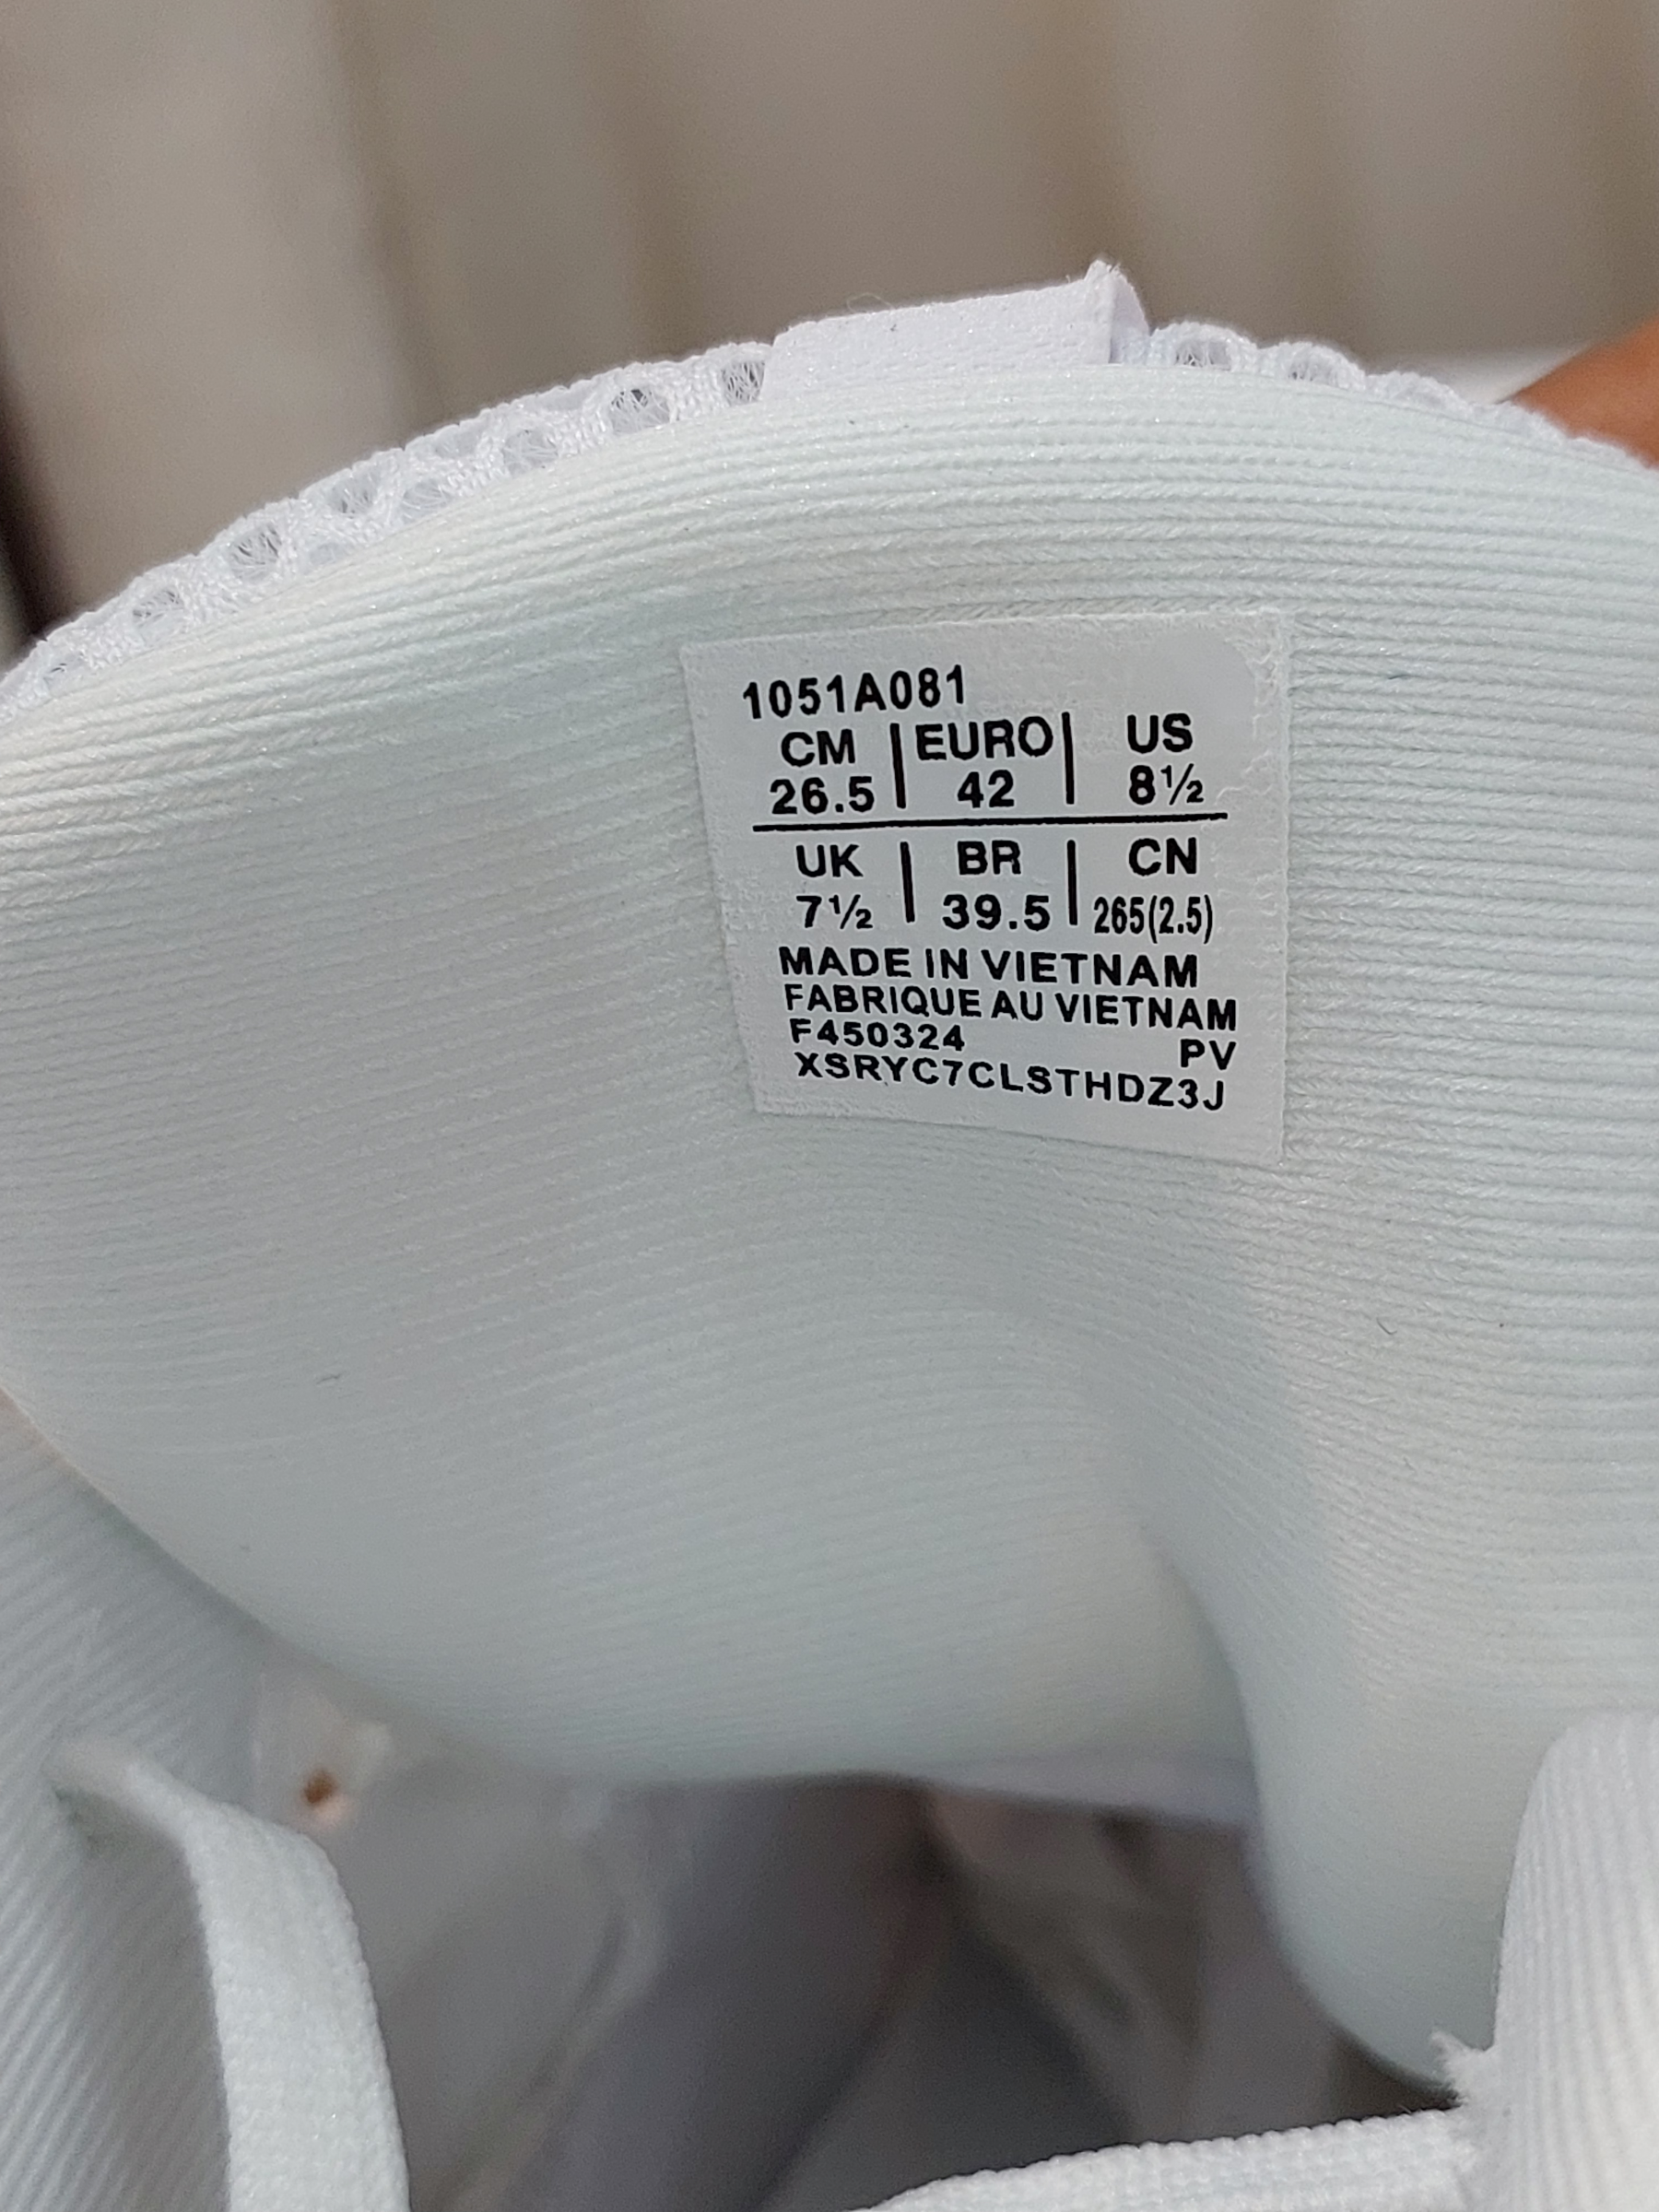 1051A081
CM | EURO | US
26.5 | 42 | 8½
UK | BR | CN
7½ | 39.5 | 265(2.5)
MADE IN VIETNAM
FABRIQUE AU VIETNAM
F450324 PV
XSRYC7CLSTHDZ3J